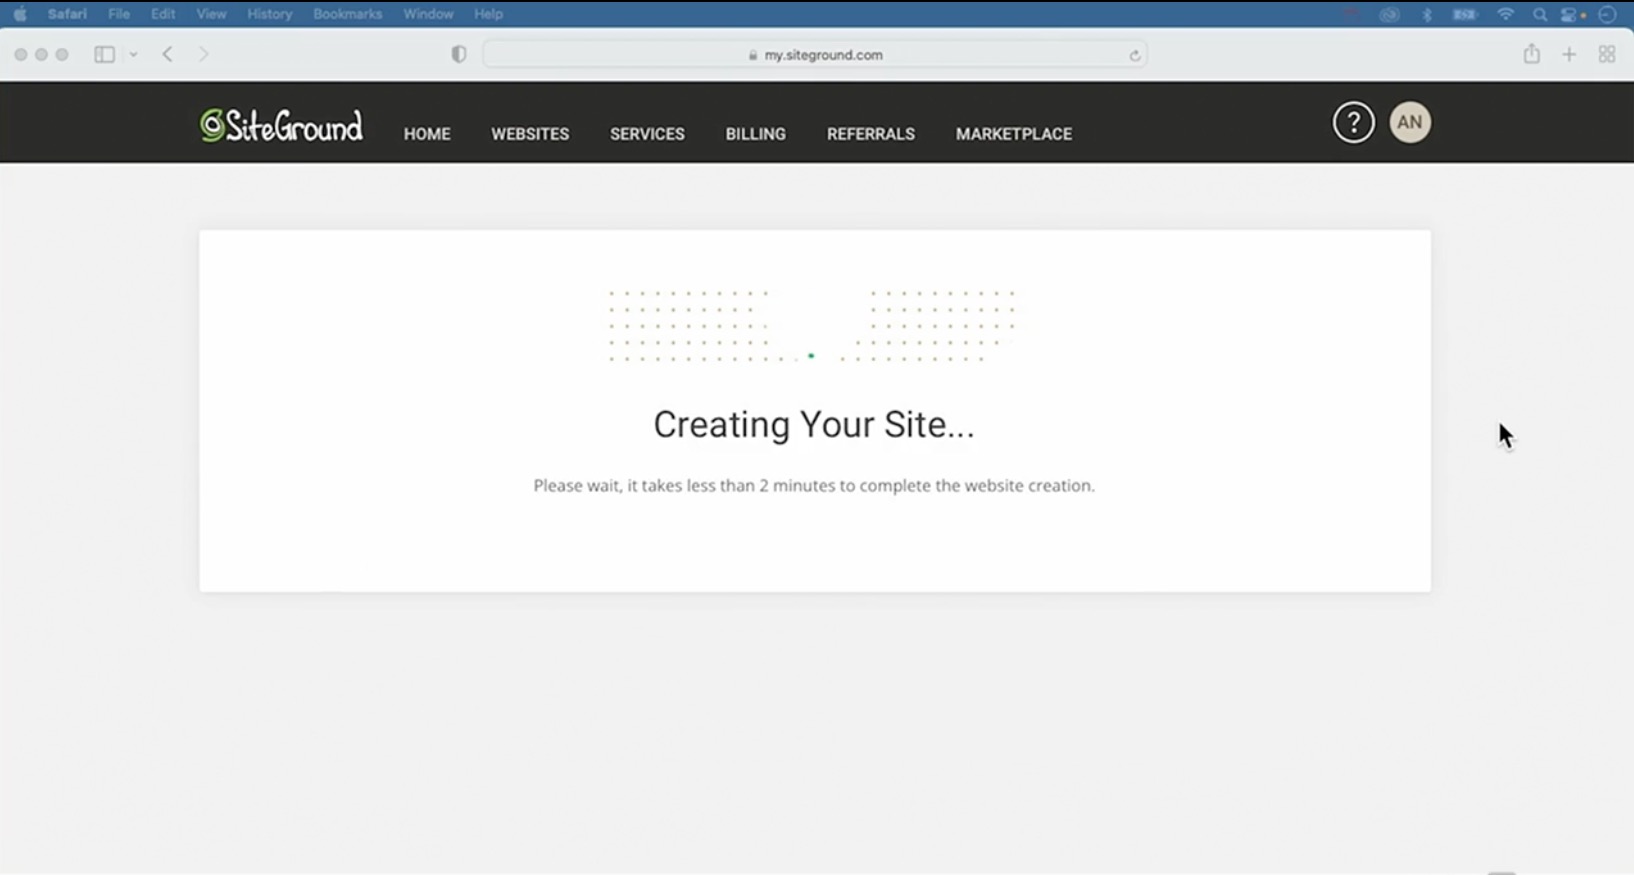 Safari File Edit View History Bookmarks Window Help
my.siteground.com
SiteGround HOME WEBSITES SERVICES BILLING REFERRALS MARKETPLACE ? AN
Creating Your Site...
Please wait, it takes less than 2 minutes to complete the website creation.